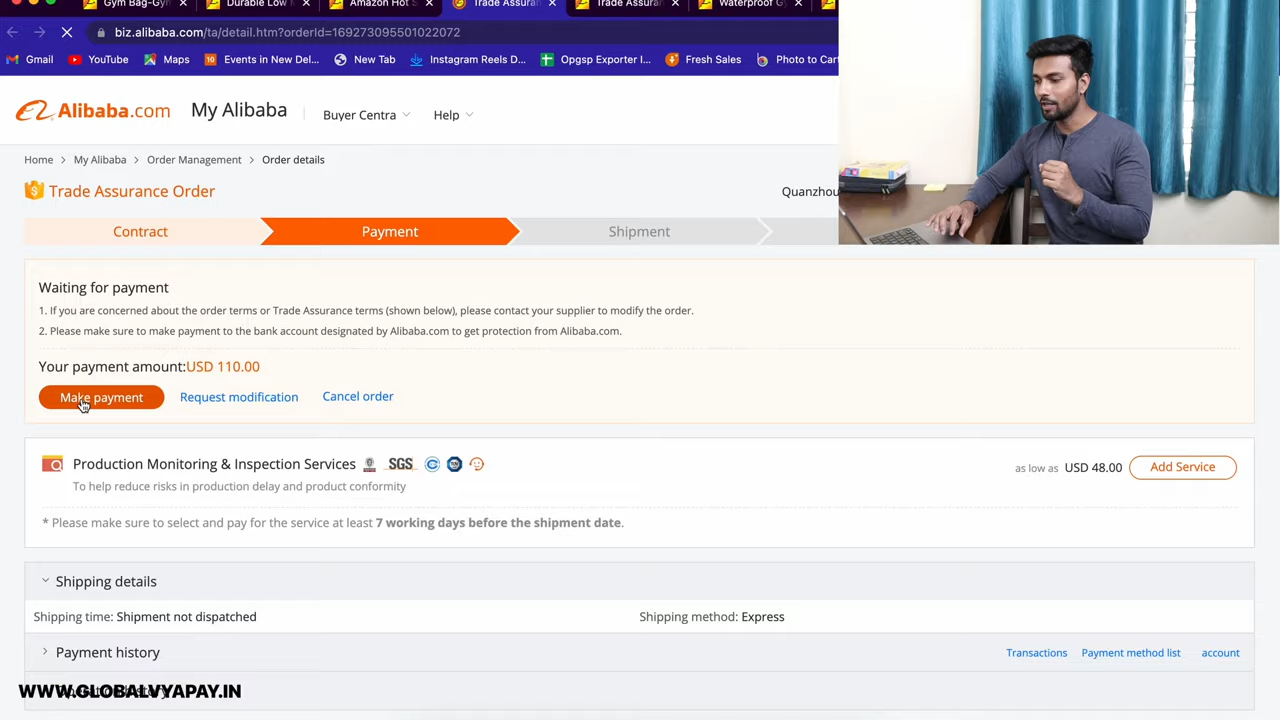 Gym Bag-Gy
Durable Low
Amazon Hot S
Trade Assuran
Trade Assuran
Waterproof Gy
biz.alibaba.com/ta/detail.htm?orderId=169273095501022072
Gmail YouTube Maps Events in New Del... New Tab Instagram Reels D... Opgsp Exporter I... Fresh Sales Photo to Car
Alibaba.com My Alibaba Buyer Centra Help
Home > My Alibaba > Order Management > Order details
Trade Assurance Order Quanzhou
Contract Payment Shipment
Waiting for payment
1. If you are concerned about the order terms or Trade Assurance terms (shown below), please contact your supplier to modify the order.
2. Please make sure to make payment to the bank account designated by Alibaba.com to get protection from Alibaba.com.
Your payment amount:USD 110.00
Make payment Request modification Cancel order
Production Monitoring & Inspection Services SGS as low as USD 48.00 Add Service
To help reduce risks in production delay and product conformity
* Please make sure to select and pay for the service at least 7 working days before the shipment date.
Shipping details
Shipping time: Shipment not dispatched Shipping method: Express
Payment history Transactions Payment method list account
WWW.GLOBALVYAPAY.IN